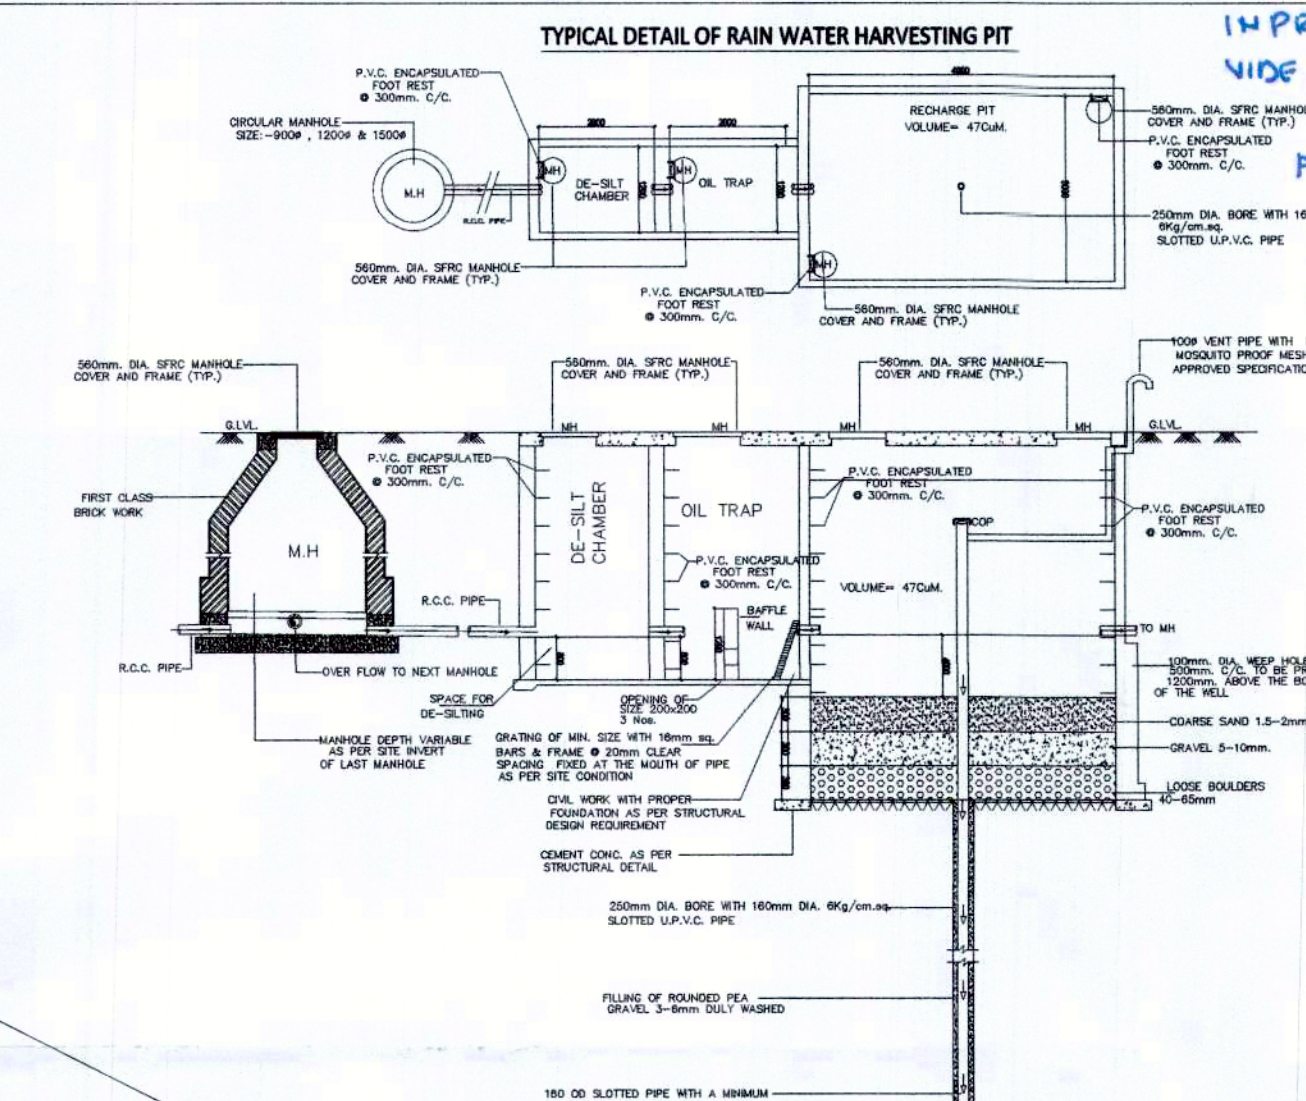 TYPICAL DETAIL OF RAIN WATER HARVESTING PIT
VIDE
P.V.C. ENCAPSULATED
FOOT REST
@ 300mm. C/C.
CIRCULAR MANHOLE
SIZE:-900ø , 1200ø & 1500ø
M.H
R.C.C. PIPE
2000
2000
MH
DE-SILT
CHAMBER
MH
OIL TRAP
RECHARGE PIT
VOLUME= 47CuM.
560mm. DIA. SFRC MANHOL
COVER AND FRAME (TYP.)
P.V.C. ENCAPSULATED
FOOT REST
@ 300mm. C/C.
250mm DIA. BORE WITH 16
6Kg/cm.sq.
SLOTTED U.P.V.C. PIPE
560mm. DIA. SFRC MANHOLE
COVER AND FRAME (TYP.)
MH
P.V.C. ENCAPSULATED
FOOT REST
@ 300mm. C/C.
560mm. DIA. SFRC MANHOLE
COVER AND FRAME (TYP.)
100ø VENT PIPE WITH
MOSQUITO PROOF MESH
APPROVED SPECIFICATIO
560mm. DIA. SFRC MANHOLE
COVER AND FRAME (TYP.)
560mm. DIA. SFRC MANHOLE
COVER AND FRAME (TYP.)
560mm. DIA. SFRC MANHOLE
COVER AND FRAME (TYP.)
G.LVL.
MH
MH
MH
MH
G.LVL.
P.V.C. ENCAPSULATED
FOOT REST
@ 300mm. C/C.
FIRST CLASS
BRICK WORK
M.H
DE-SILT
CHAMBER
OIL TRAP
P.V.C. ENCAPSULATED
FOOT REST
@ 300mm. C/C.
COP
P.V.C. ENCAPSULATED
FOOT REST
@ 300mm. C/C.
P.V.C. ENCAPSULATED
FOOT REST
@ 300mm. C/C.
VOLUME= 47CuM.
R.C.C. PIPE
BAFFLE
WALL
TO MH
R.C.C. PIPE
OVER FLOW TO NEXT MANHOLE
SPACE FOR
DE-SILTING
OPENING OF
SIZE 200x200
3 Nos.
100mm. DIA. WEEP HOLE
500mm. C/C. TO BE PR
1200mm. ABOVE THE BO
OF THE WELL
MANHOLE DEPTH VARIABLE
AS PER SITE INVERT
OF LAST MANHOLE
GRATING OF MIN. SIZE WITH 16mm sq.
BARS & FRAME @ 20mm CLEAR
SPACING FIXED AT THE MOUTH OF PIPE
AS PER SITE CONDITION
COARSE SAND 1.5-2mm
GRAVEL 5-10mm.
LOOSE BOULDERS
40-65mm
CIVIL WORK WITH PROPER
FOUNDATION AS PER STRUCTURAL
DESIGN REQUIREMENT
CEMENT CONC. AS PER
STRUCTURAL DETAIL
250mm DIA. BORE WITH 160mm DIA. 6Kg/cm.sq.
SLOTTED U.P.V.C. PIPE
FILLING OF ROUNDED PEA
GRAVEL 3-6mm DULY WASHED
160 OD SLOTTED PIPE WITH A MINIMUM